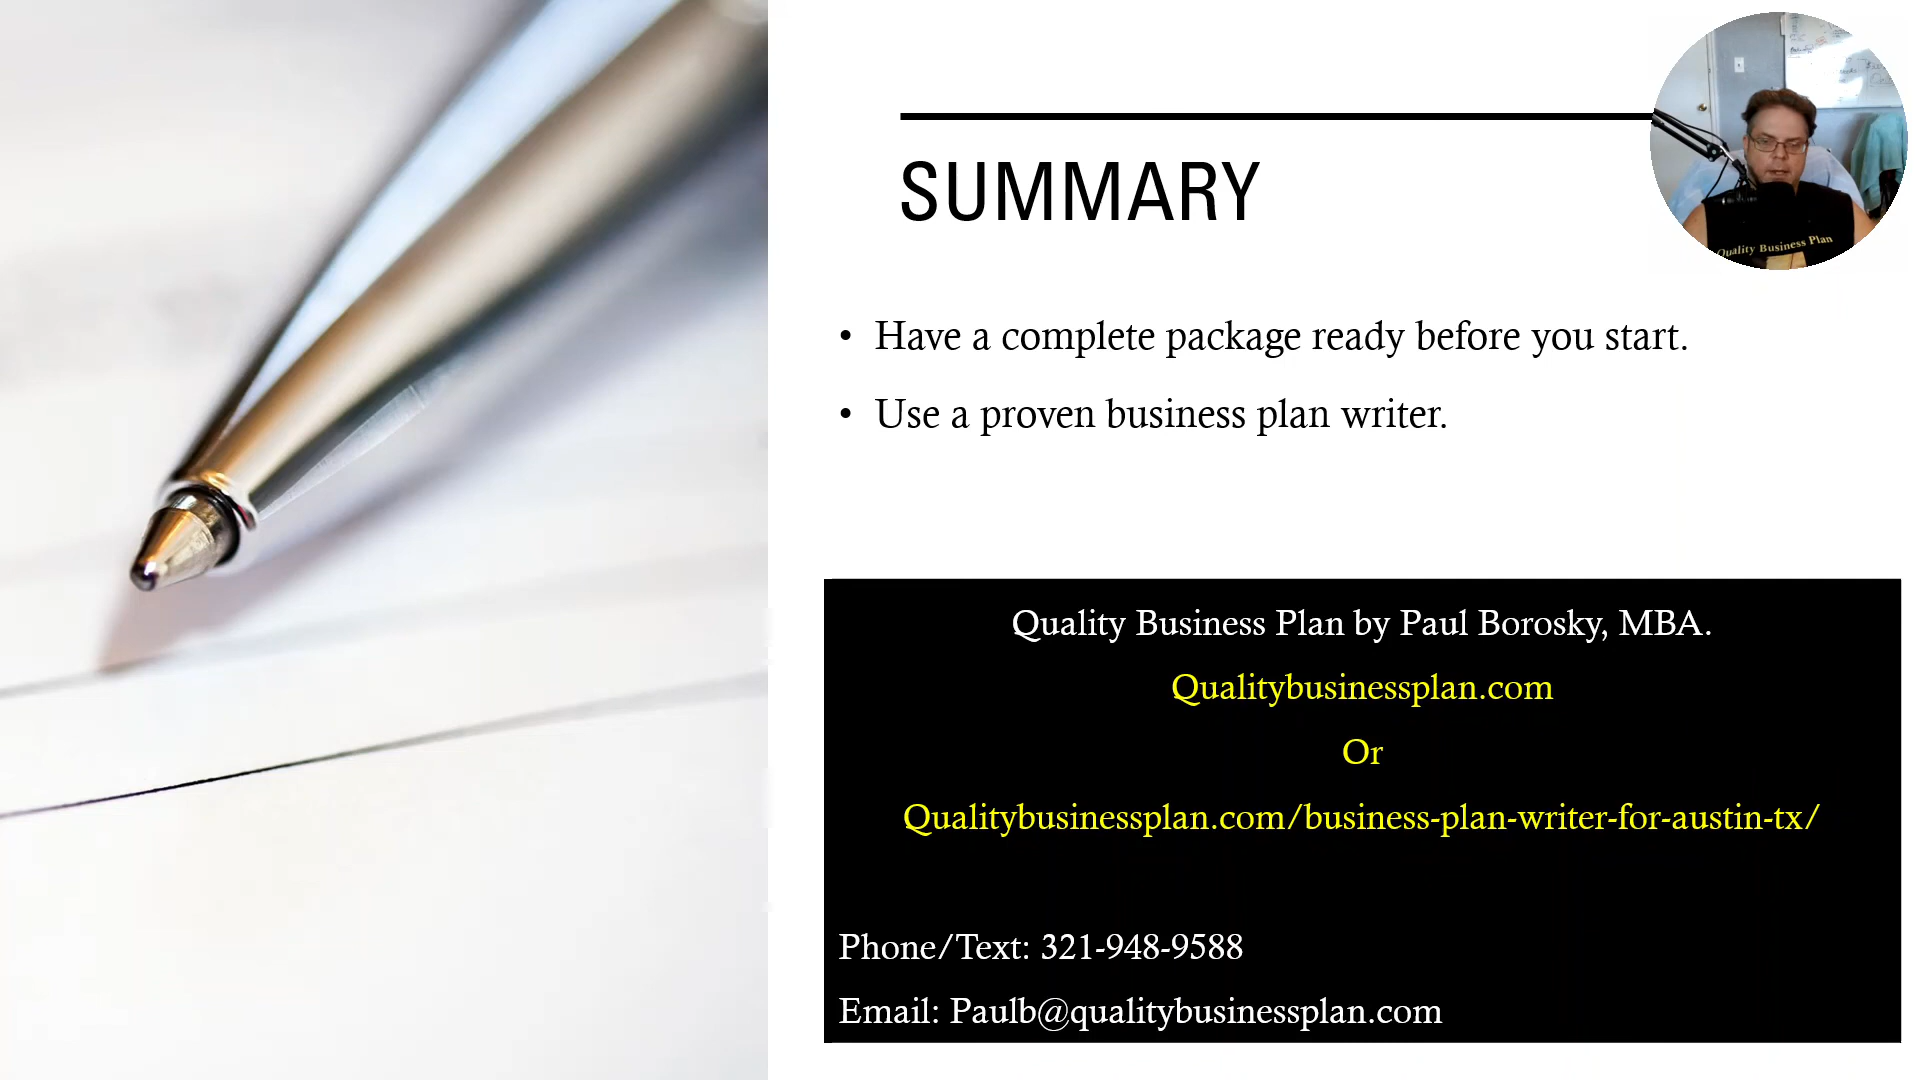 SUMMARY
Quality Business Plan
• Have a complete package ready before you start.
• Use a proven business plan writer.
Quality Business Plan by Paul Borosky, MBA.
Qualitybusinessplan.com
Or
Qualitybusinessplan.com/business-plan-writer-for-austin-tx/
Phone/Text: 321-948-9588
Email: Paulb@qualitybusinessplan.com